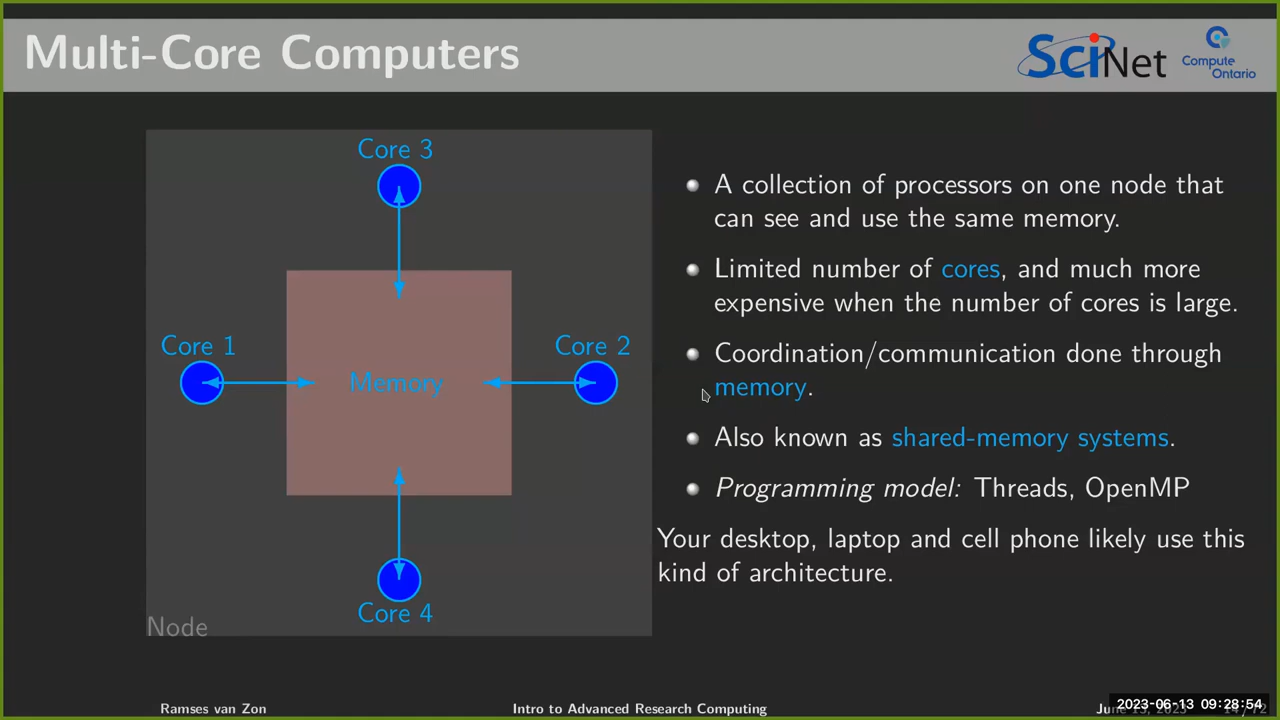 Multi-Core Computers
SciNet
Compute
Ontario
Core 3
Core 1
Core 2
Memory
Core 4
Node
A collection of processors on one node that
can see and use the same memory.
Limited number of cores, and much more
expensive when the number of cores is large.
Coordination/communication done through
memory.
Also known as shared-memory systems.
Programming model: Threads, OpenMP
Your desktop, laptop and cell phone likely use this
kind of architecture.
Ramses van Zon
Intro to Advanced Research Computing
2023-06-13 09:28:54